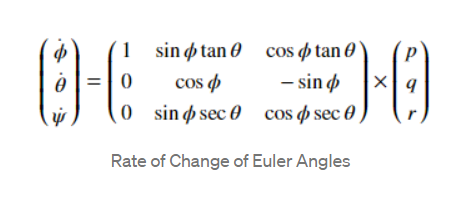 ( ϕ̇ ) = ( 1 sin ϕ tan θ cos ϕ tan θ ) × ( p )
( θ̇ ) = ( 0 cos ϕ − sin ϕ ) × ( q )
( ψ̇ ) = ( 0 sin ϕ sec θ cos ϕ sec θ ) × ( r )
Rate of Change of Euler Angles